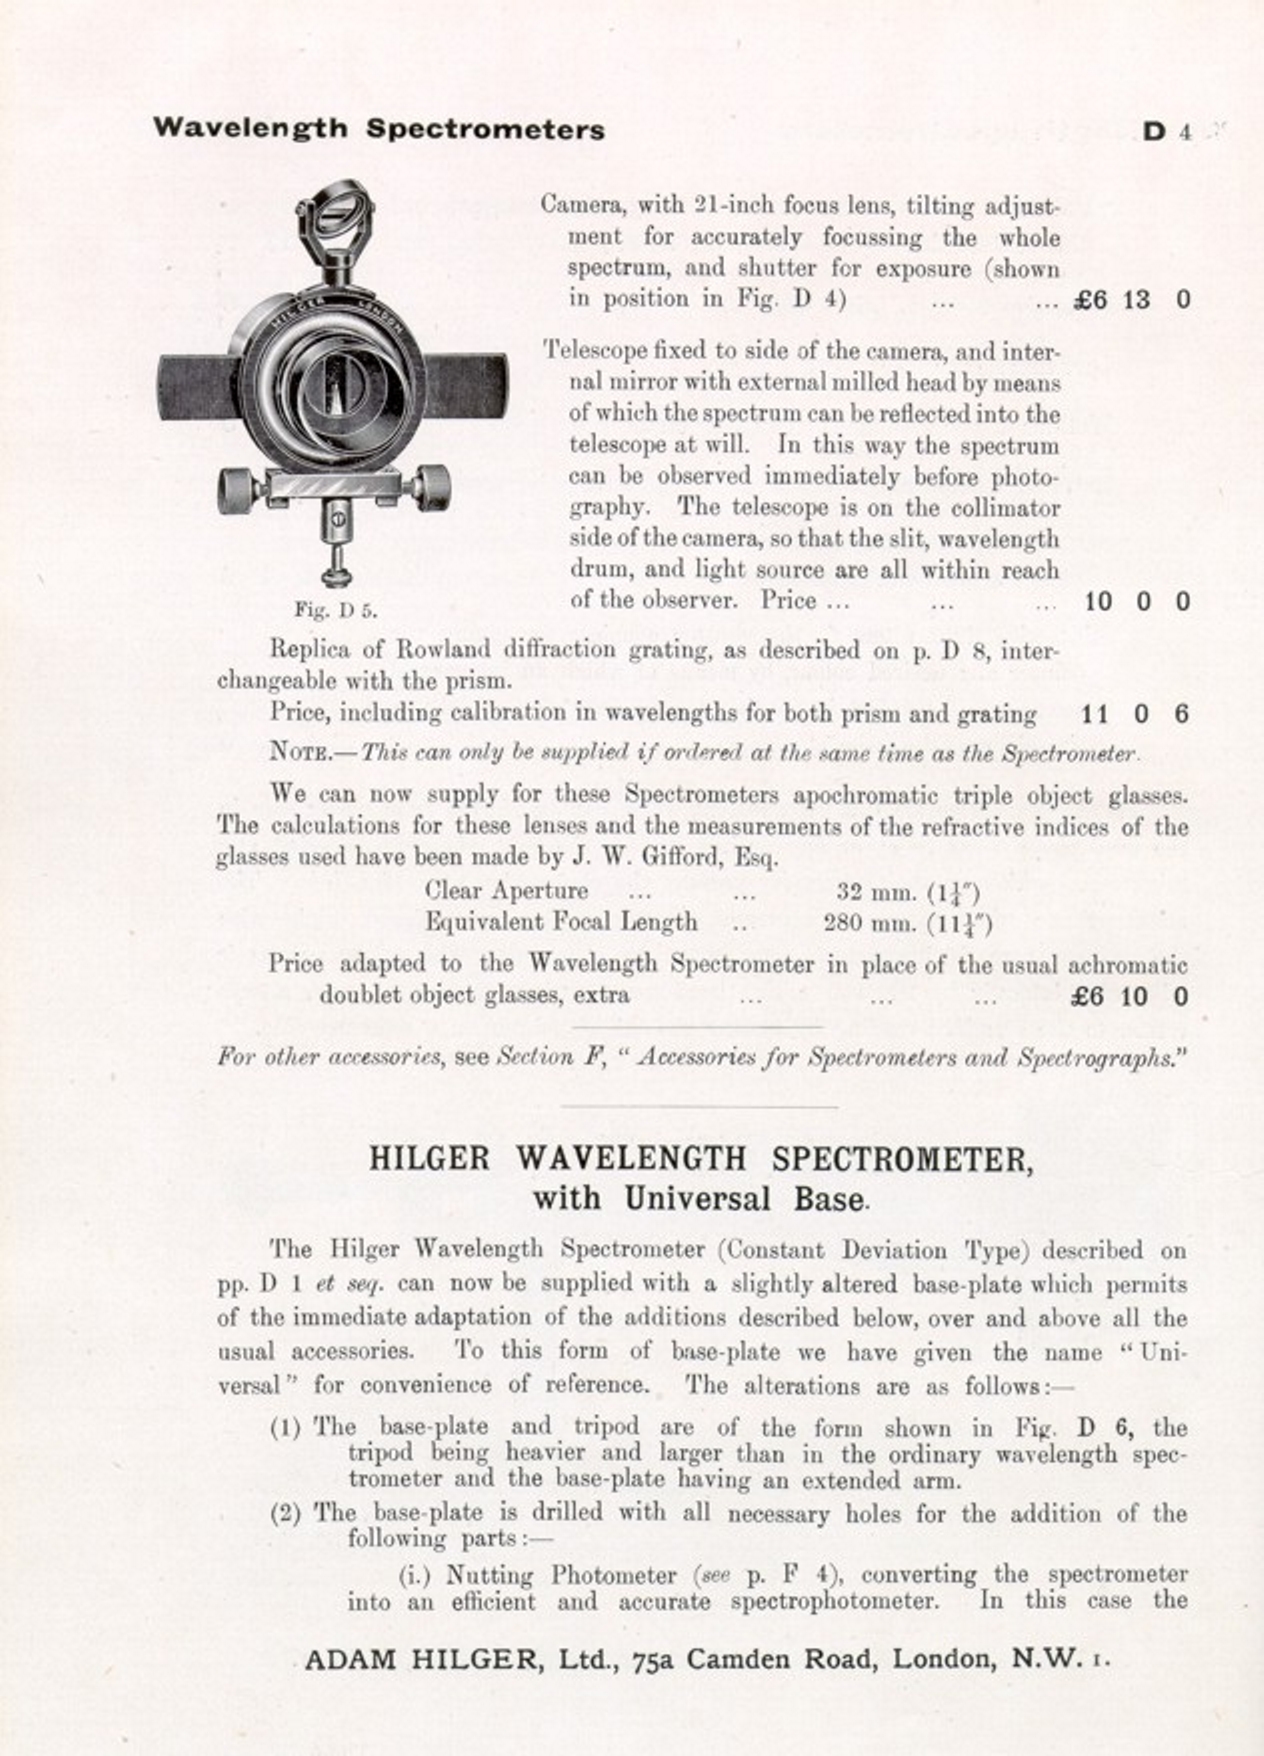 Wavelength Spectrometers D 4
HILGER LONDON
Camera, with 21-inch focus lens, tilting adjust-
ment for accurately focussing the whole
spectrum, and shutter for exposure (shown
in position in Fig. D 4) ... ... £6 13 0
Telescope fixed to side of the camera, and inter-
nal mirror with external milled head by means
of which the spectrum can be reflected into the
telescope at will. In this way the spectrum
can be observed immediately before photo-
graphy. The telescope is on the collimator
side of the camera, so that the slit, wavelength
drum, and light source are all within reach
of the observer. Price ... ... ... 10 0 0
Fig. D 5.
Replica of Rowland diffraction grating, as described on p. D 8, inter-
changeable with the prism.
Price, including calibration in wavelengths for both prism and grating 11 0 6
NOTE.—This can only be supplied if ordered at the same time as the Spectrometer.
We can now supply for these Spectrometers apochromatic triple object glasses.
The calculations for these lenses and the measurements of the refractive indices of the
glasses used have been made by J. W. Gifford, Esq.
Clear Aperture ... ... 32 mm. (1¼″)
Equivalent Focal Length .. 280 mm. (11¼″)
Price adapted to the Wavelength Spectrometer in place of the usual achromatic
doublet object glasses, extra ... ... ... £6 10 0
For other accessories, see Section F, “ Accessories for Spectrometers and Spectrographs.”
HILGER WAVELENGTH SPECTROMETER,
with Universal Base.
The Hilger Wavelength Spectrometer (Constant Deviation Type) described on
pp. D 1 et seq. can now be supplied with a slightly altered base-plate which permits
of the immediate adaptation of the additions described below, over and above all the
usual accessories. To this form of base-plate we have given the name “ Uni-
versal ” for convenience of reference. The alterations are as follows:—
(1) The base-plate and tripod are of the form shown in Fig. D 6, the
tripod being heavier and larger than in the ordinary wavelength spec-
trometer and the base-plate having an extended arm.
(2) The base-plate is drilled with all necessary holes for the addition of the
following parts :—
(i.) Nutting Photometer (see p. F 4), converting the spectrometer
into an efficient and accurate spectrophotometer. In this case the
ADAM HILGER, Ltd., 75a Camden Road, London, N.W. 1.